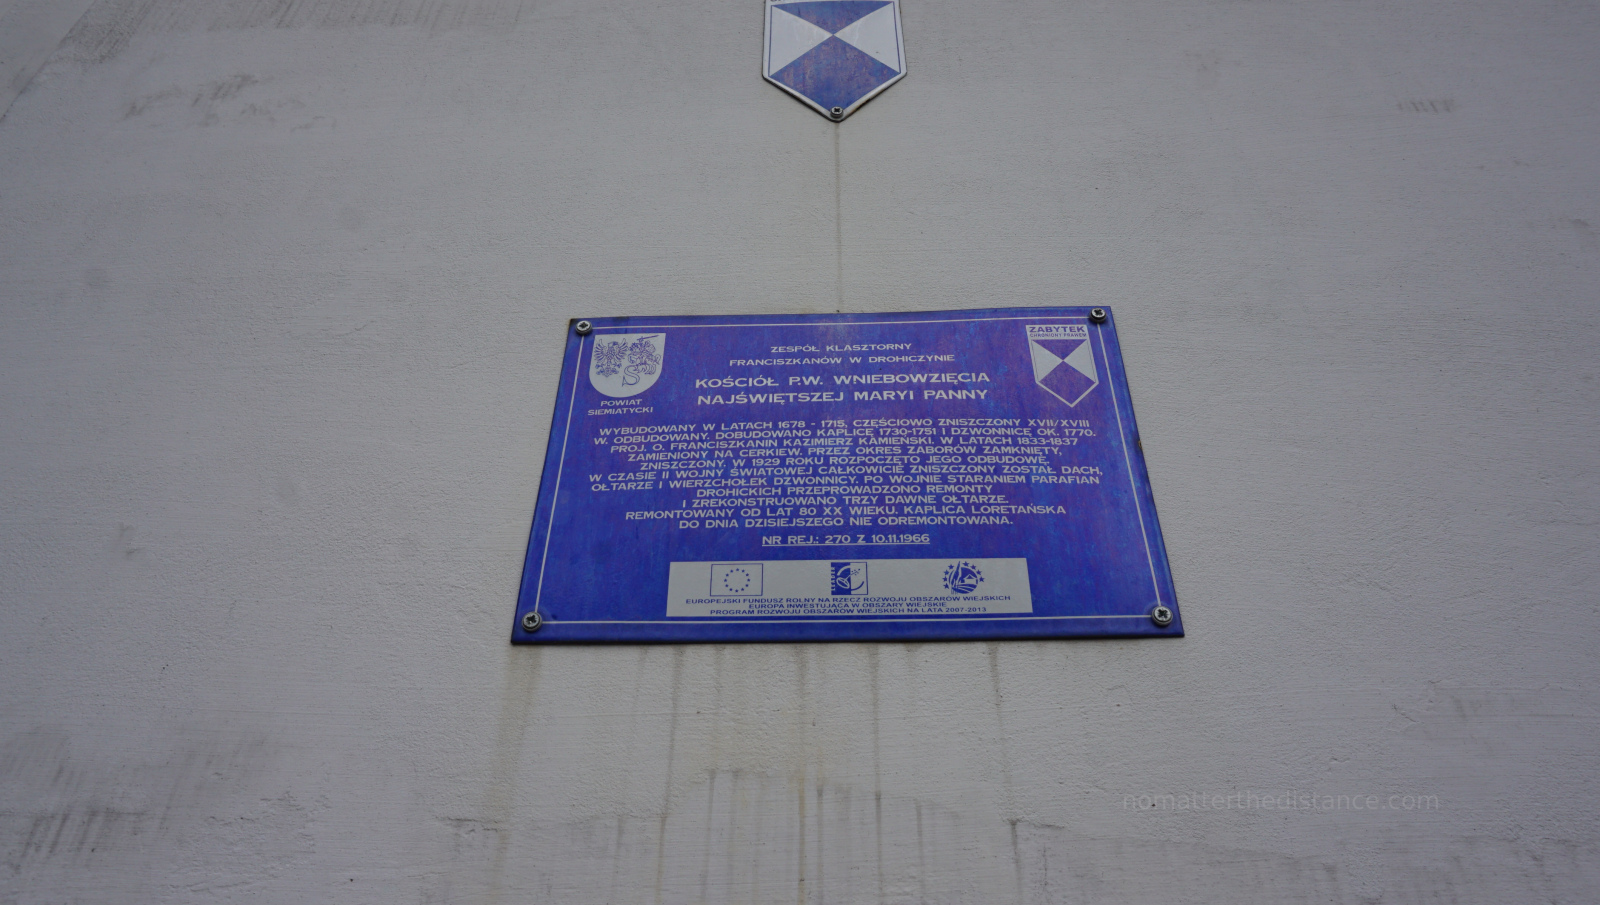 POWIAT
SIEMIATYCKI
ZABYTEK
CHRONIONY PRAWEM
ZESPÓŁ KLASZTORNY
FRANCISZKANÓW W DROHICZYNIE
KOŚCIÓŁ P.W. WNIEBOWZIĘCIA
NAJŚWIĘTSZEJ MARYI PANNY
WYBUDOWANY W LATACH 1678 - 1715, CZĘŚCIOWO ZNISZCZONY XVII/XVIII
W. ODBUDOWANY. DOBUDOWANO KAPLICĘ 1730-1751 I DZWONNICĘ OK. 1770.
PROJ. O. FRANCISZKANIN KAZIMIERZ KAMIEŃSKI. W LATACH 1833-1837
ZAMIENIONY NA CERKIEW. PRZEZ OKRES ZABORÓW ZAMKNIĘTY,
ZNISZCZONY. W 1929 ROKU ROZPOCZĘTO JEGO ODBUDOWĘ.
W CZASIE II WOJNY ŚWIATOWEJ CAŁKOWICIE ZNISZCZONY ZOSTAŁ DACH,
OŁTARZE I WIERZCHOŁEK DZWONNICY. PO WOJNIE STARANIEM PARAFIAN
DROHICKICH PRZEPROWADZONO REMONTY
I ZREKONSTRUOWANO TRZY DAWNE OŁTARZE.
REMONTOWANY OD LAT 80 XX WIEKU. KAPLICA LORETAŃSKA
DO DNIA DZISIEJSZEGO NIE ODREMONTOWANA.
NR REJ.: 270 Z 10.11.1966
EUROPEJSKI FUNDUSZ ROLNY NA RZECZ ROZWOJU OBSZARÓW WIEJSKICH
EUROPA INWESTUJĄCA W OBSZARY WIEJSKIE
PROGRAM ROZWOJU OBSZARÓW WIEJSKICH NA LATA 2007-2013
nomatterthedistance.com